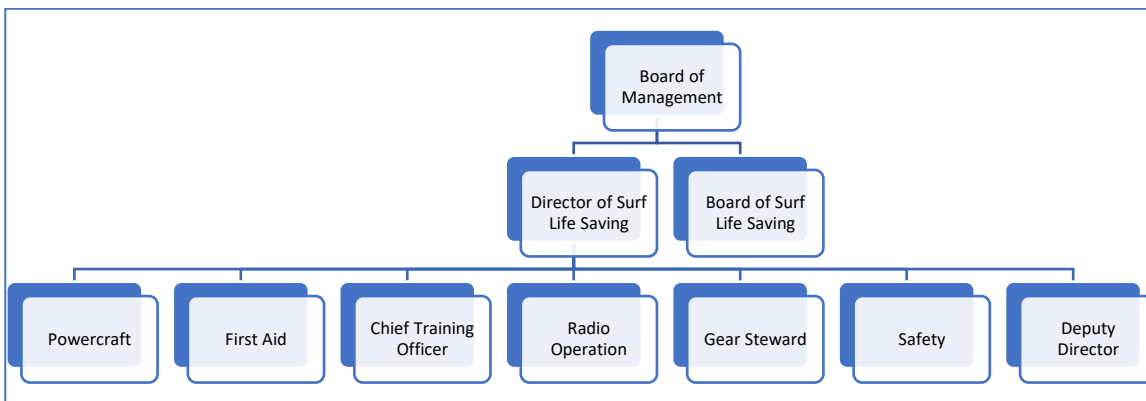 Board of
Management
Director of Surf
Life Saving
Board of Surf
Life Saving
Powercraft
First Aid
Chief Training
Officer
Radio
Operation
Gear Steward
Safety
Deputy
Director